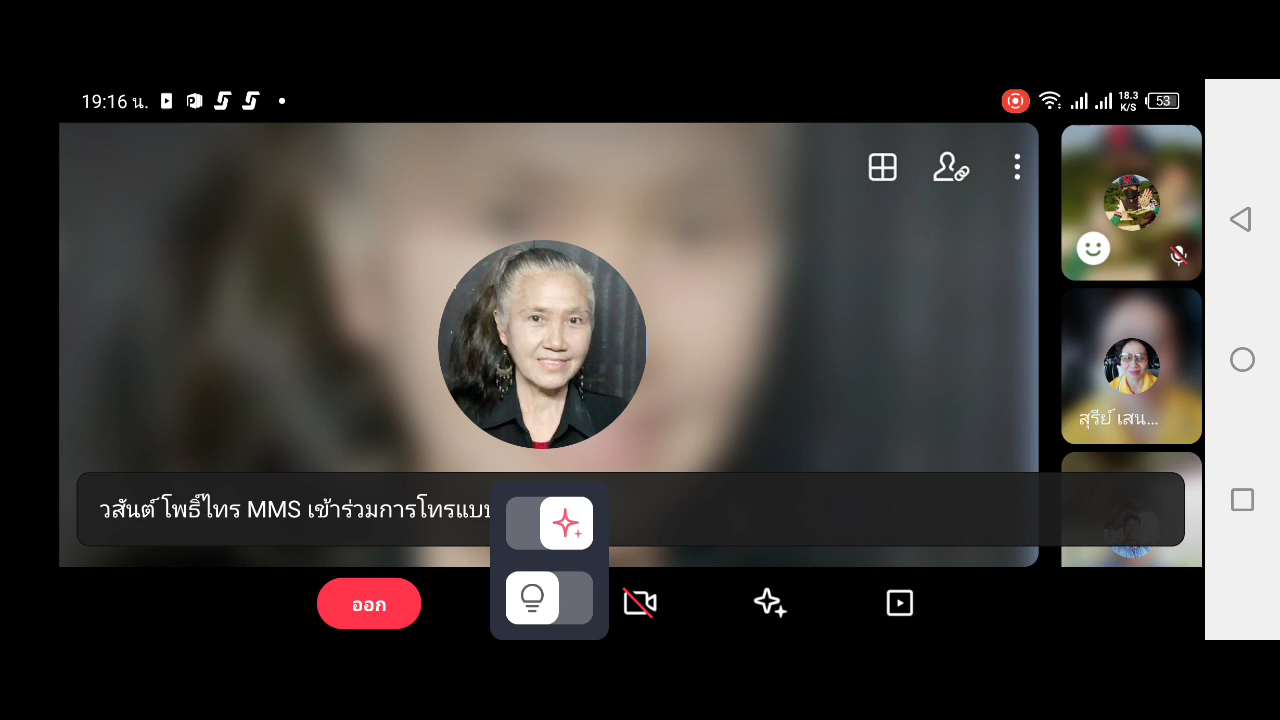 19:16 น.
18.3
K/S
53
สุรีย์ เสน...
วสันต์ โพธิ์ไทร MMS เข้าร่วมการโทรแบบ
ออก